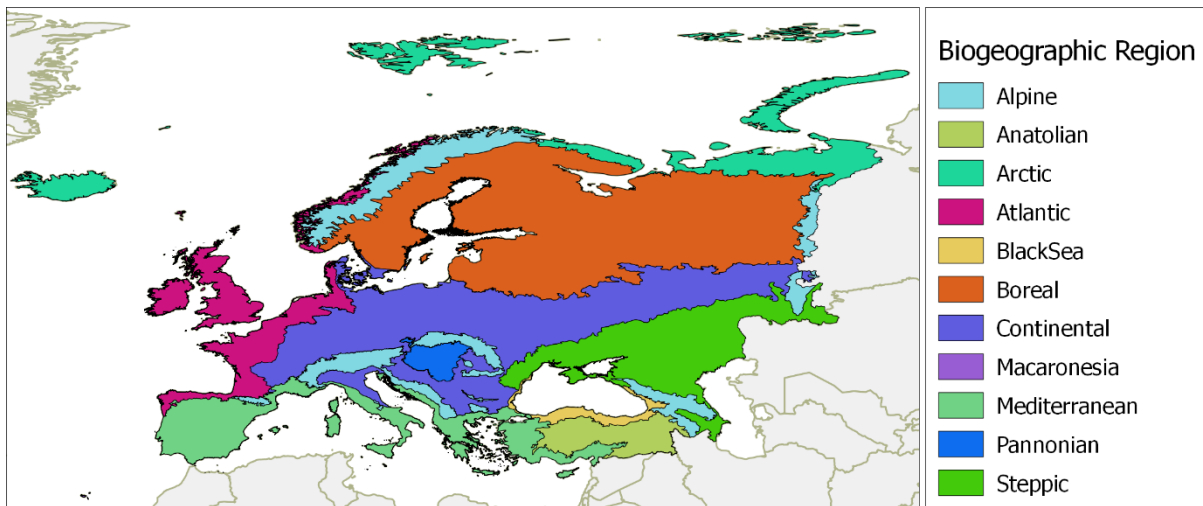 Biogeographic Region
Alpine
Anatolian
Arctic
Atlantic
BlackSea
Boreal
Continental
Macaronesia
Mediterranean
Pannonian
Steppic